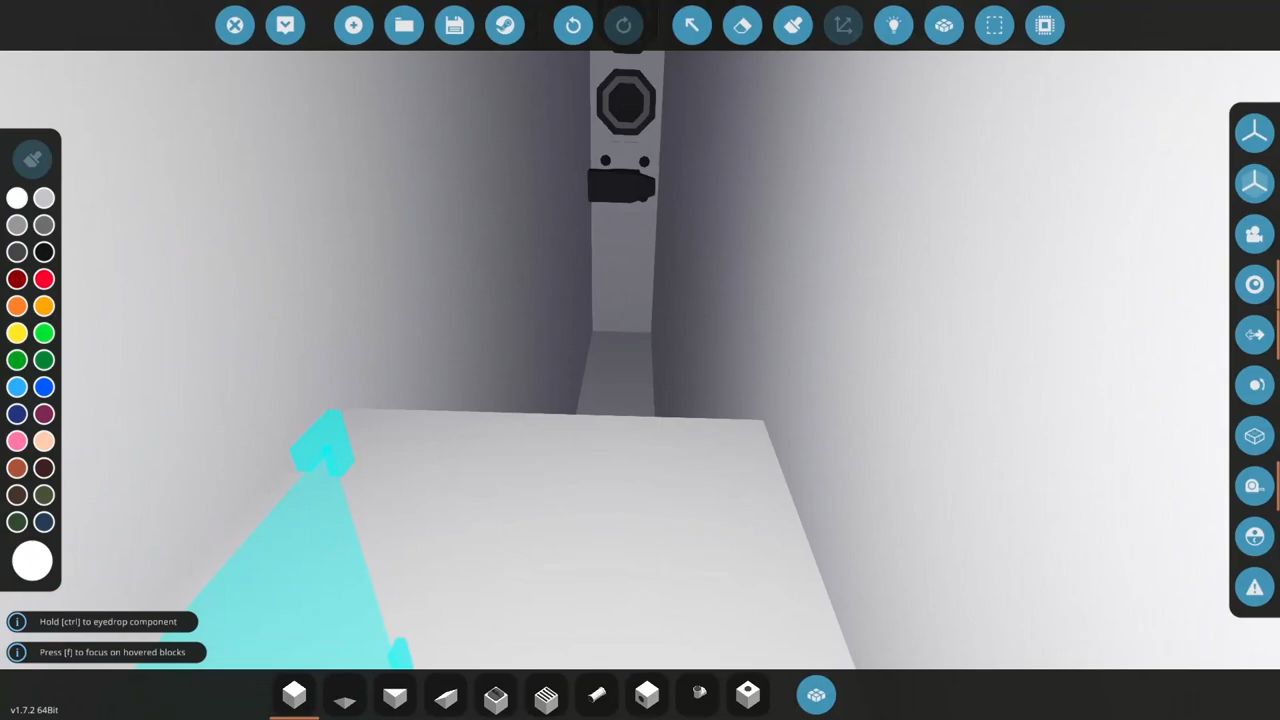 Hold [ctrl] to eyedrop component
Press [f] to focus on hovered blocks
v1.7.2 64Bit